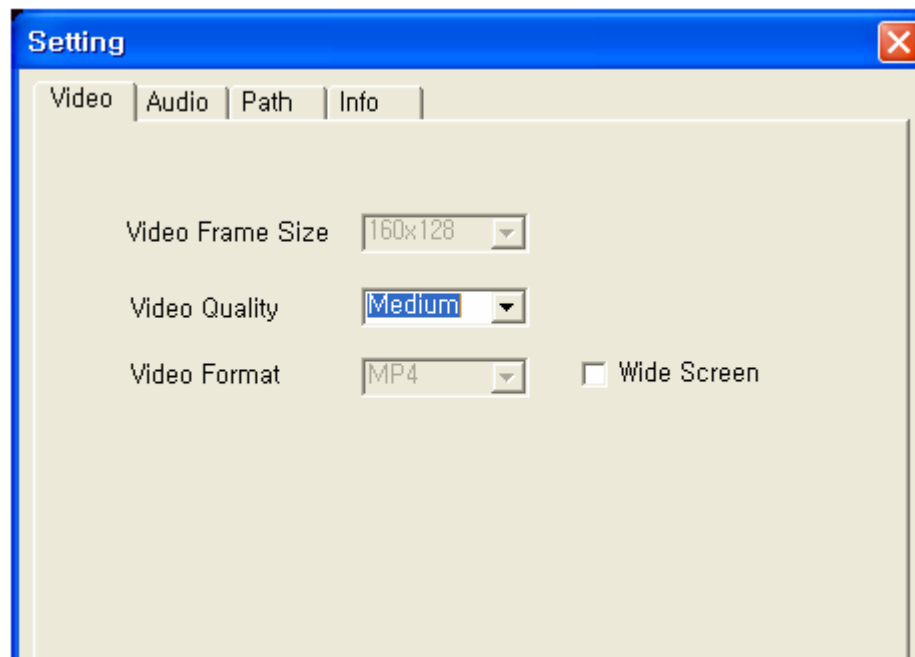 Setting
Video Audio Path Info
Video Frame Size 160x128
Video Quality Medium
Video Format MP4 Wide Screen